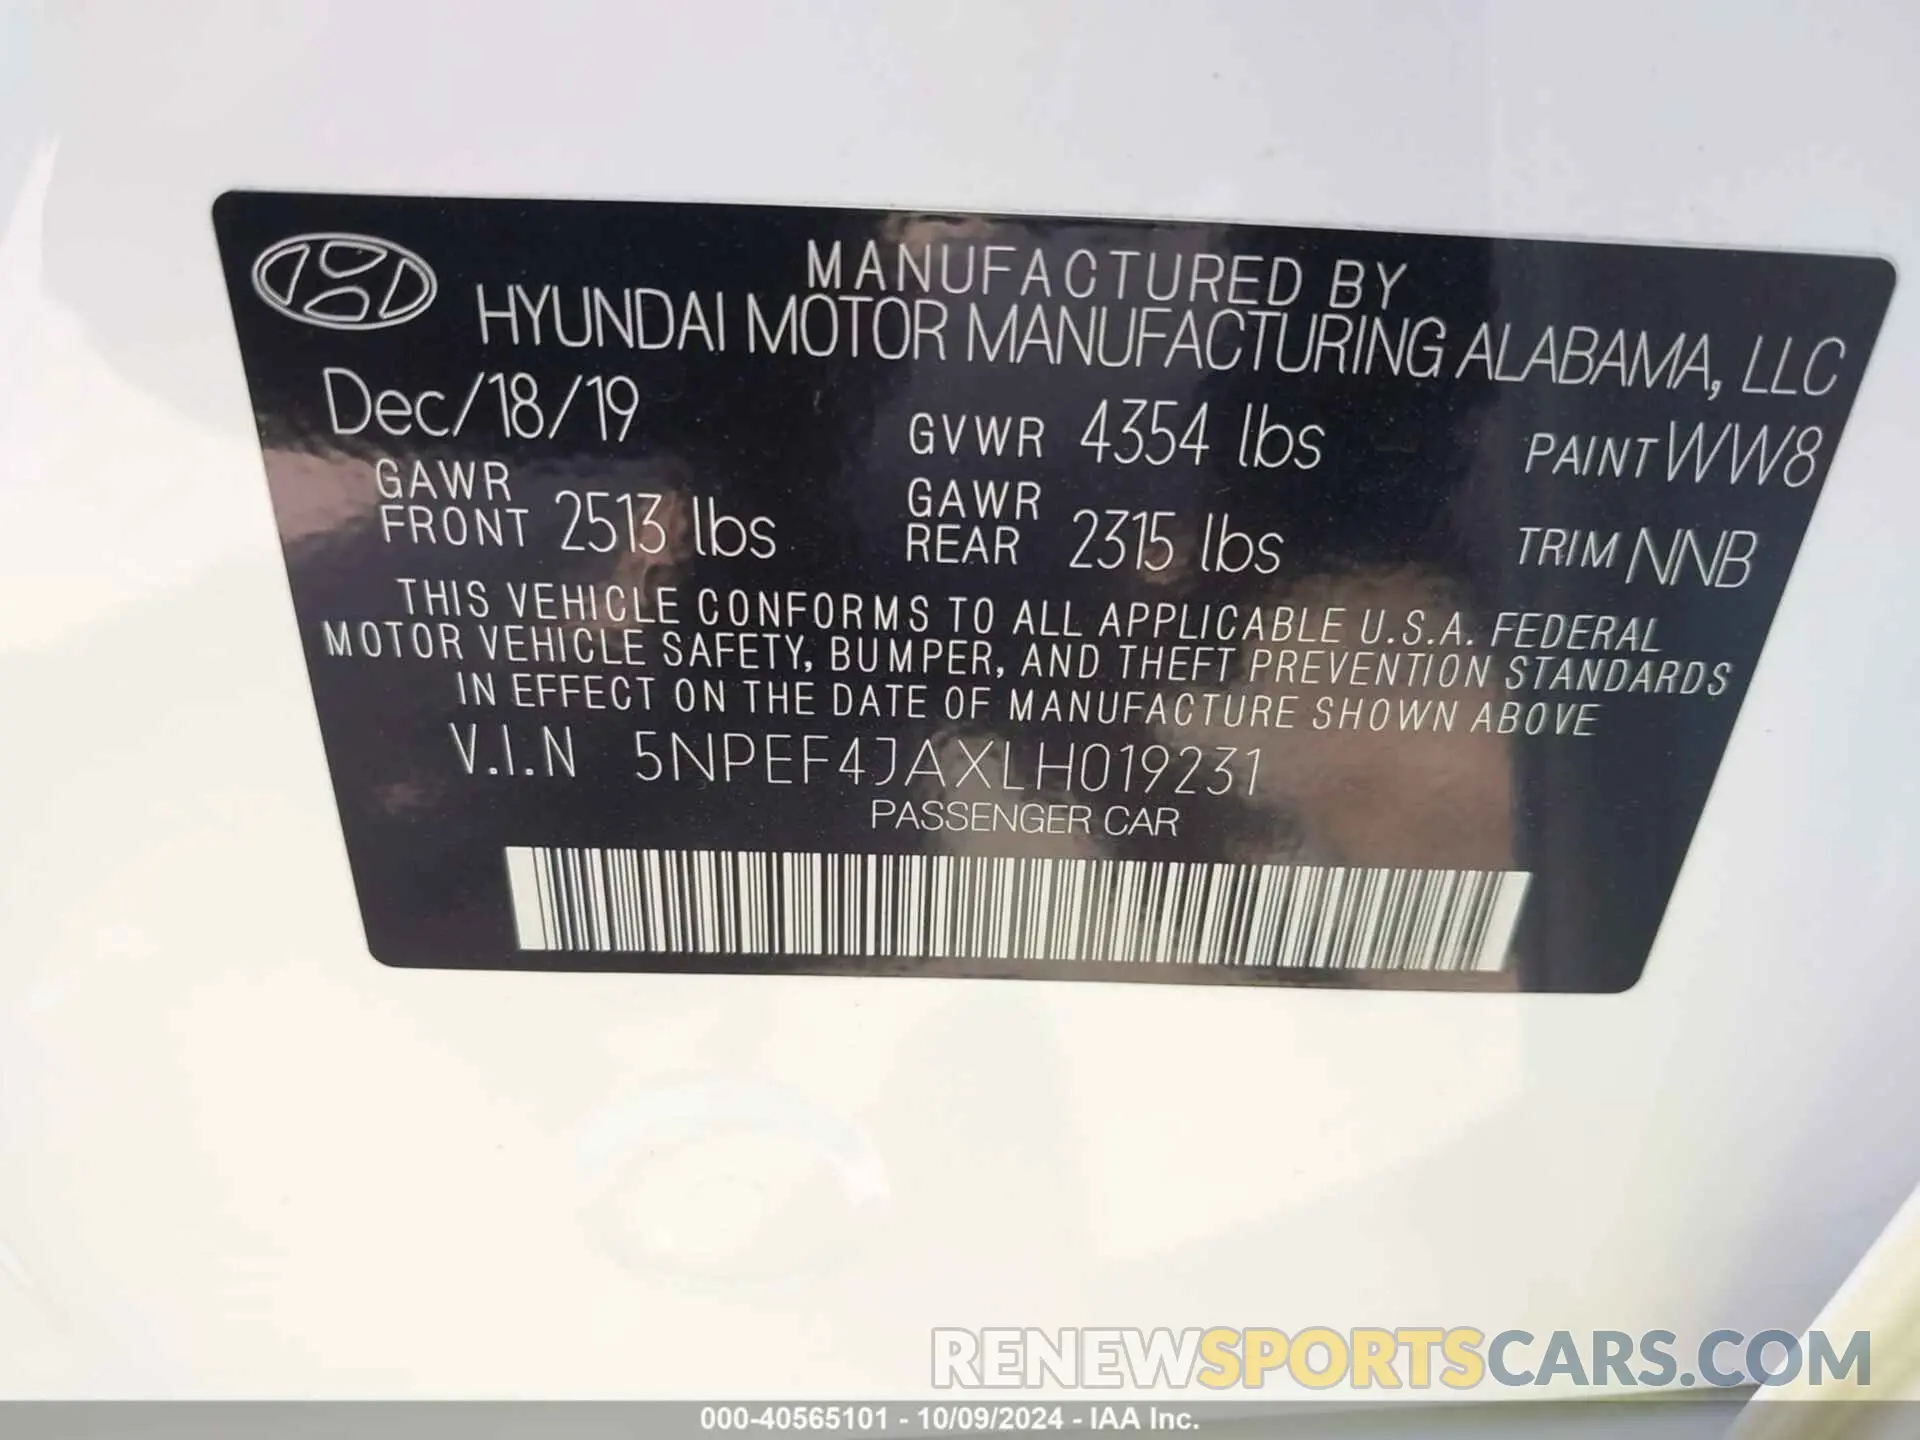 MANUFACTURED BY
HYUNDAI MOTOR MANUFACTURING ALABAMA, LLC
Dec/18/19 GVWR 4354 lbs PAINT WW8
GAWR FRONT 2513 lbs GAWR REAR 2315 lbs TRIM NNB
THIS VEHICLE CONFORMS TO ALL APPLICABLE U.S.A. FEDERAL
MOTOR VEHICLE SAFETY, BUMPER, AND THEFT PREVENTION STANDARDS
IN EFFECT ON THE DATE OF MANUFACTURE SHOWN ABOVE
V.I.N 5NPEF4JAXLH019231
PASSENGER CAR
RENEWSPORTSCARS.COM
000-40565101 - 10/09/2024 - IAA Inc.